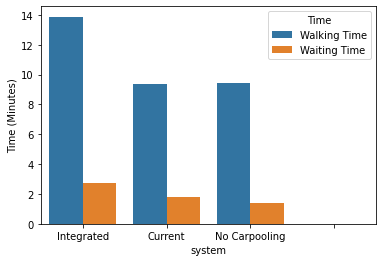 14
12
10
8
6
4
2
0
Time (Minutes)
Time
Walking Time
Waiting Time
Integrated Current No Carpooling
system